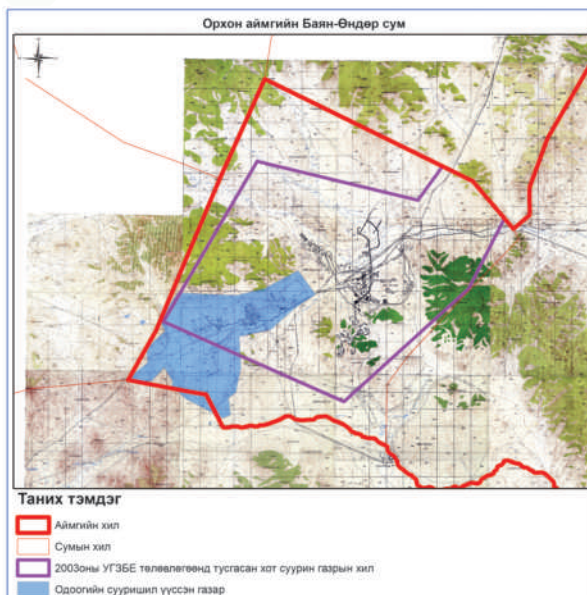 Орхон аймгийн Баян-Өндөр сум
Таних тэмдэг
Аймгийн хил
Сумын хил
2003оны УГЗБЕ төлөвлөгөөнд тусгасан хот суурин газрын хил
Одоогийн сууришил үүссэн газар